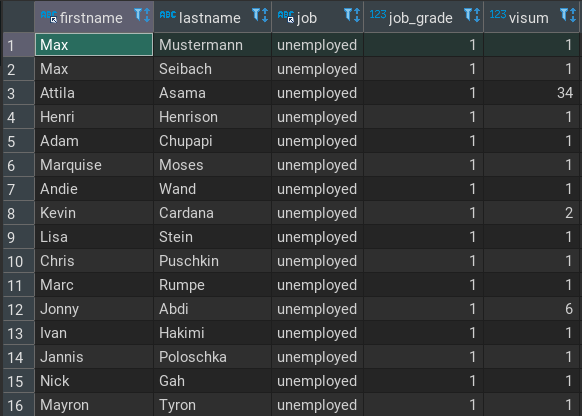 ABC firstname ABC lastname ABC job 123 job_grade 123 visum
1 Max Mustermann unemployed 1 1
2 Max Seibach unemployed 1 1
3 Attila Asama unemployed 1 34
4 Henri Henrison unemployed 1 1
5 Adam Chupapi unemployed 1 1
6 Marquise Moses unemployed 1 1
7 Andie Wand unemployed 1 1
8 Kevin Cardana unemployed 1 2
9 Lisa Stein unemployed 1 1
10 Chris Puschkin unemployed 1 1
11 Marc Rumpe unemployed 1 1
12 Jonny Abdi unemployed 1 6
13 Ivan Hakimi unemployed 1 1
14 Jannis Poloschka unemployed 1 1
15 Nick Gah unemployed 1 1
16 Mayron Tyron unemployed 1 1